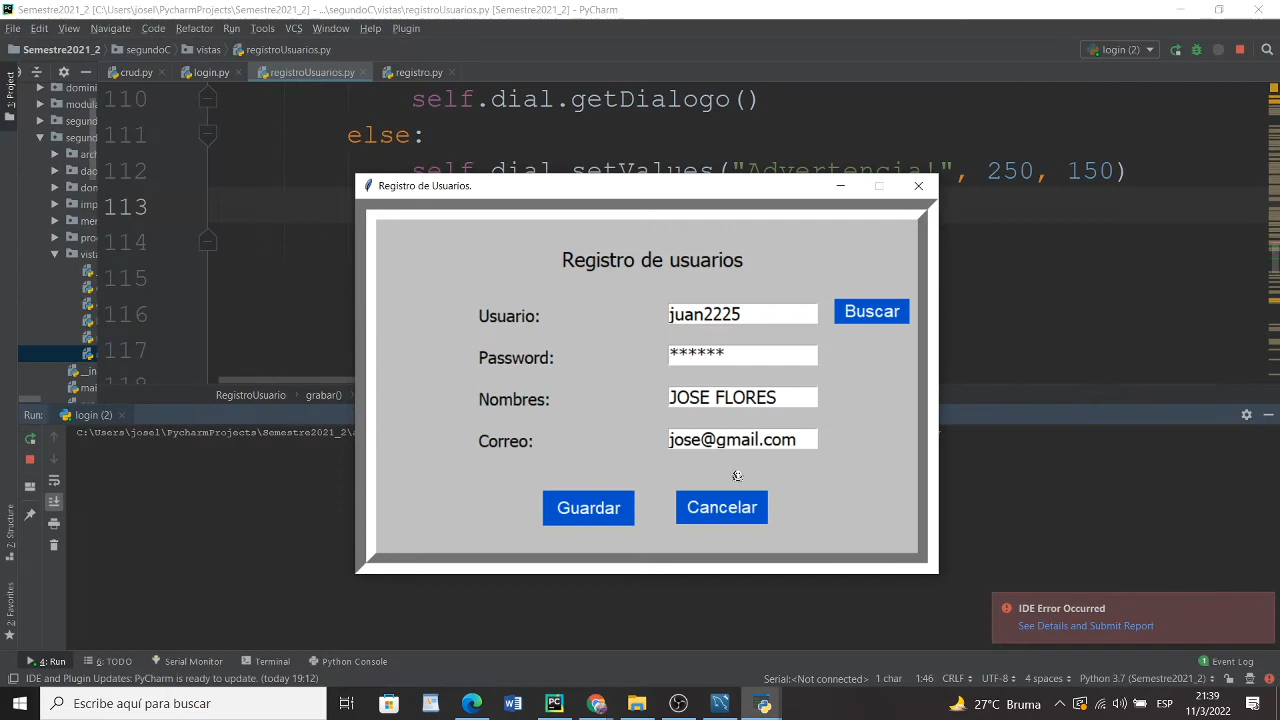 Semestre2021_2 [C:\Users\josel\PycharmProjects\Semestre2021_2] - ...\segundoC\vistas\registroUsuarios.py [Semestre2021_2] - PyCharm
File Edit View Navigate Code Refactor Run Tools VCS Window Help Plugin
Semestre2021_2 segundoC vistas registroUsuarios.py login (2)
crud.py login.py registroUsuarios.py registro.py
1: Project
110 self.dial.getDialogo()
111 else:
112 self.dial.setValues("Advertencia!", 250, 150)
113
114
115
116
117
RegistroUsuario grabar()
Registro de Usuarios.
Registro de usuarios
Usuario: juan2225 Buscar
Password: ******
Nombres: JOSE FLORES
Correo: jose@gmail.com
Guardar Cancelar
Run: login (2)
C:\Users\josel\PycharmProjects\Semestre2021_2\
7: Structure
2: Favorites
IDE Error Occurred
See Details and Submit Report
4: Run 6: TODO Serial Monitor Terminal Python Console 1 Event Log
IDE and Plugin Updates: PyCharm is ready to update. (today 19:12) Serial:<Not connected> 1 char 1:46 CRLF UTF-8 4 spaces Python 3.7 (Semestre2021_2)
Escribe aquí para buscar 27°C Bruma ESP 21:39
11/3/2022